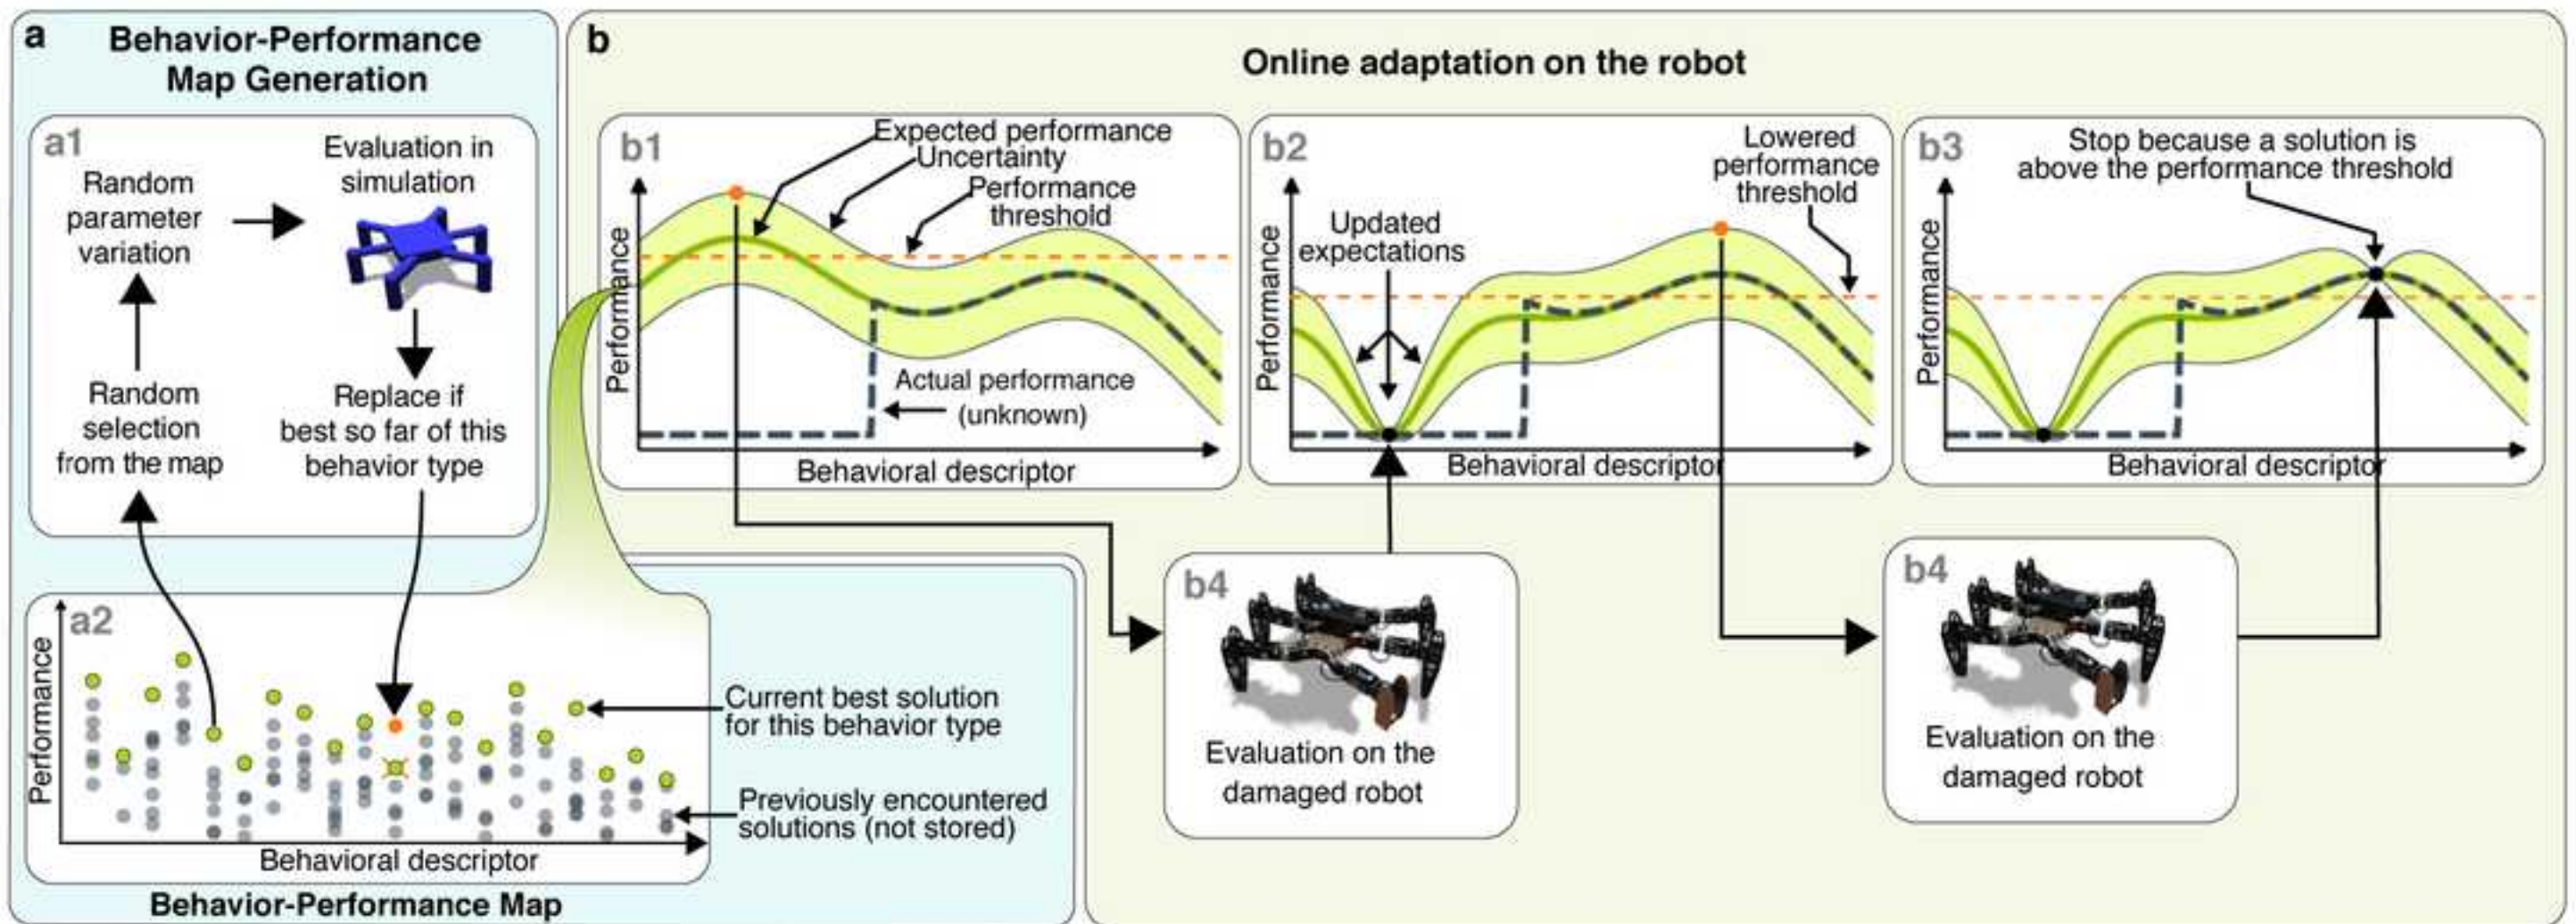 a
Behavior-Performance
Map Generation
a1
Random
parameter
variation
Evaluation in
simulation
Random
selection
from the map
Replace if
best so far of this
behavior type
a2
Performance
Behavioral descriptor
Current best solution
for this behavior type
Previously encountered
solutions (not stored)
Behavior-Performance Map
b
Online adaptation on the robot
b1
Expected performance
Uncertainty
Performance
threshold
Performance
Actual performance
(unknown)
Behavioral descriptor
b2
Updated
expectations
Lowered
performance
threshold
Performance
Behavioral descriptor
b3
Stop because a solution is
above the performance threshold
Performance
Behavioral descriptor
b4
Evaluation on the
damaged robot
b4
Evaluation on the
damaged robot